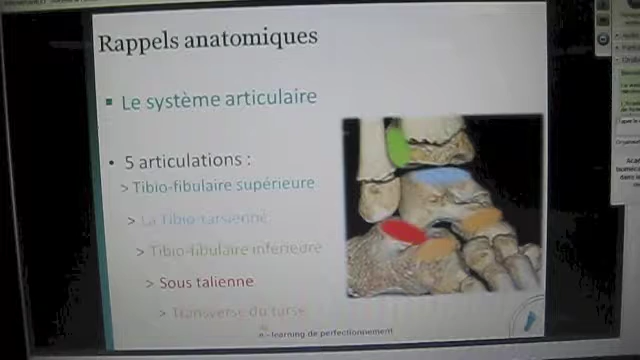 Rappels anatomiques
▪ Le système articulaire
• 5 articulations :
> Tibio-fibulaire supérieure
> La Tibio-tarsienne
> Tibio-fibulaire inférieure
> Sous talienne
> Transverse du tarse
e - learning de perfectionnement